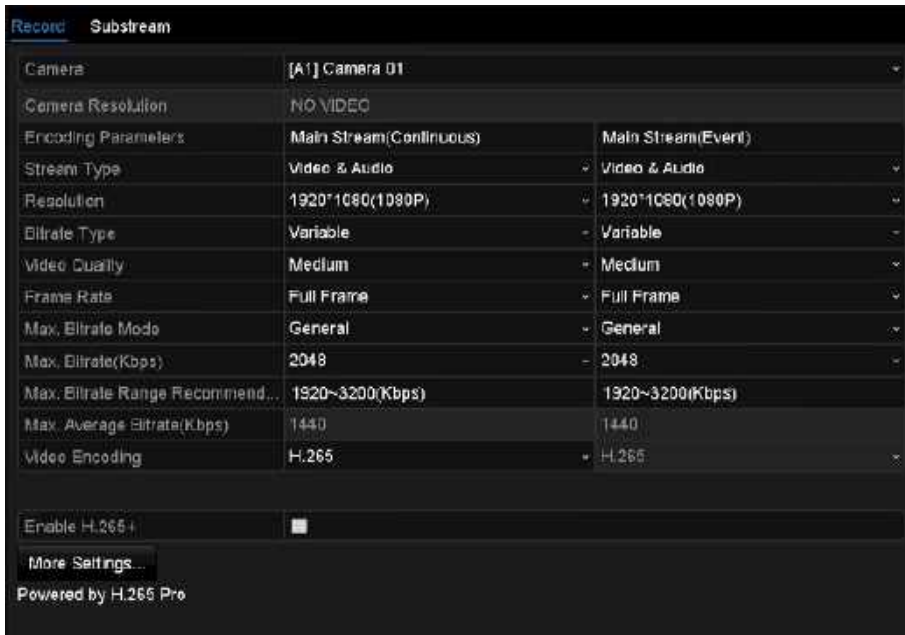 Record Substream
Camera [A1] Camera 01
Camera Resolution NO VIDEO
Encoding Parameters Main Stream(Continuous) Main Stream(Event)
Stream Type Video & Audio Video & Audio
Resolution 1920*1080(1080P) 1920*1080(1080P)
Bitrate Type Variable Variable
Video Quality Medium Medium
Frame Rate Full Frame Full Frame
Max. Bitrate Mode General General
Max. Bitrate(Kbps) 2048 2048
Max. Bitrate Range Recommend... 1920~3200(Kbps) 1920~3200(Kbps)
Max. Average Bitrate(Kbps) 1440 1440
Video Encoding H.265 H.265
Enable H.265+
More Settings...
Powered by H.265 Pro